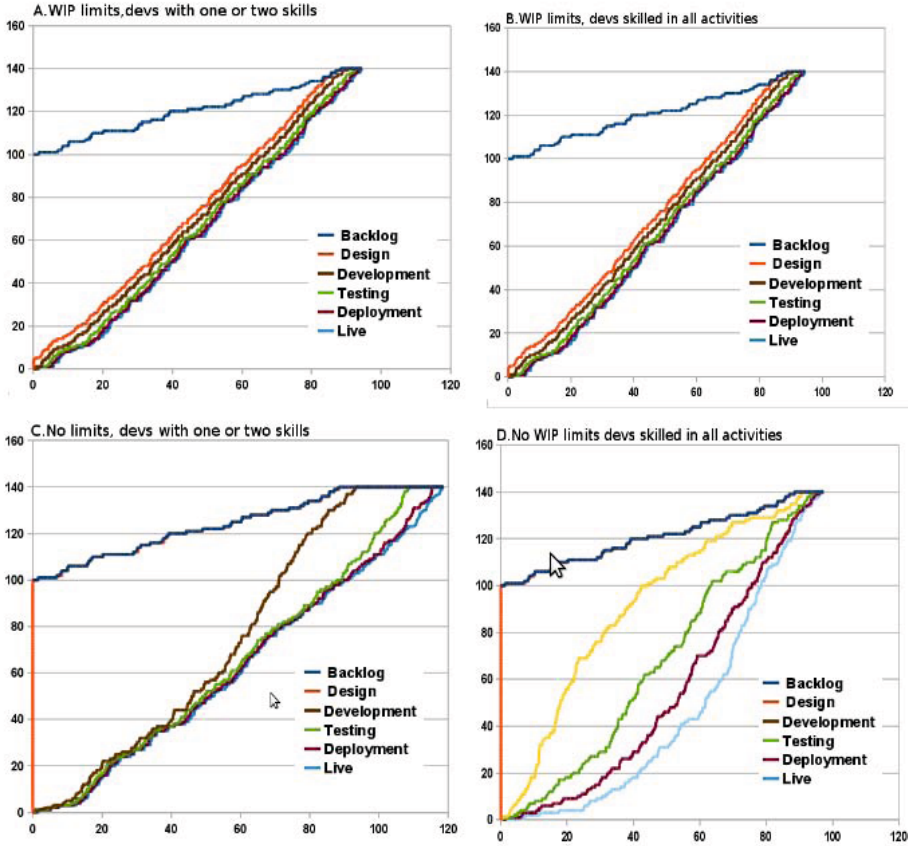 A.WIP limits,devs with one or two skills
160
140
120
100
80
60
40
20
0
0 20 40 60 80 100 120
Backlog
Design
Development
Testing
Deployment
Live
B.WIP limits, devs skilled in all activities
160
140
120
100
80
60
40
20
0
0 20 40 60 80 100 120
Backlog
Design
Development
Testing
Deployment
Live
C.No limits, devs with one or two skills
160
140
120
100
80
60
40
20
0
0 20 40 60 80 100 120
Backlog
Design
Development
Testing
Deployment
Live
D.No WIP limits devs skilled in all activities
160
140
120
100
80
60
40
20
0
0 20 40 60 80 100 120
Backlog
Design
Development
Testing
Deployment
Live